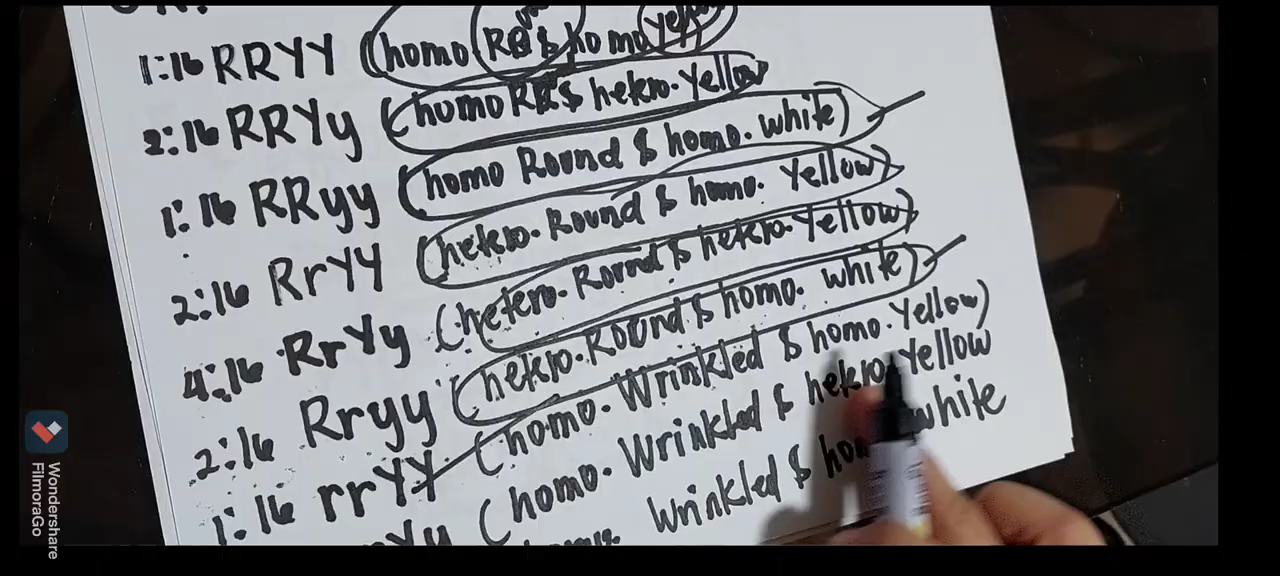 1:16 RRYY (homo & homo Yellow)
2:16 RRYy (homo & hetero. Yellow)
1:16 RRyy (homo Round & homo. white)
2:16 RrYY (hetero. Round & homo. Yellow)
4:16 RrYy (hetero. Round & hetero. Yellow)
2:16 Rryy (hetero. Round & homo. white)
1:16 rrYY (homo. Wrinkled & homo. Yellow)
(homo. Wrinkled & hetero. Yellow
Wrinkled & white
Wondershare
FilmoraGo